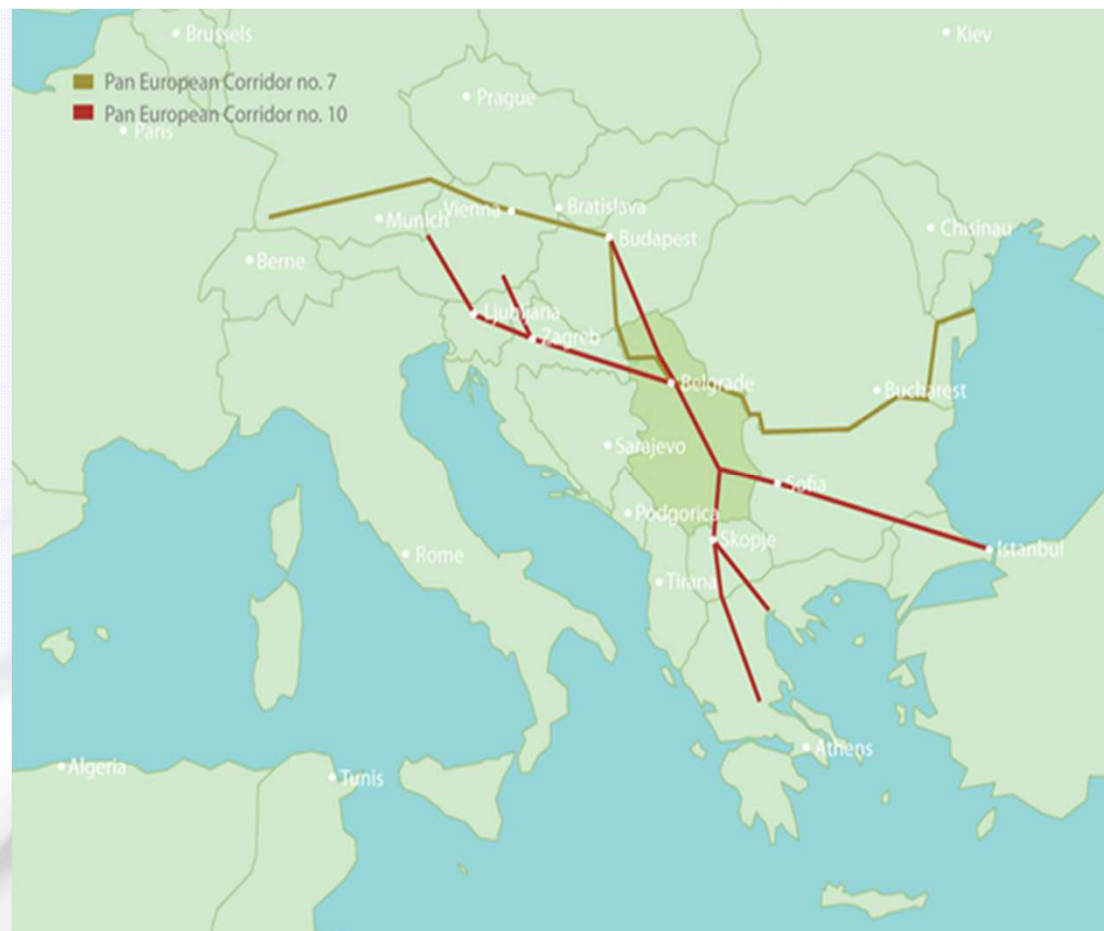 Brussels
Kiev
Pan European Corridor no. 7
Prague
Pan European Corridor no. 10
Paris
Bratislava
Vienna
Munich
Chisinau
Budapest
Berne
Ljubljana
Zagreb
Belgrade
Bucharest
Sarajevo
Sofia
Podgorica
Skopje
Istanbul
Rome
Tirana
Athens
Algeria
Tunis